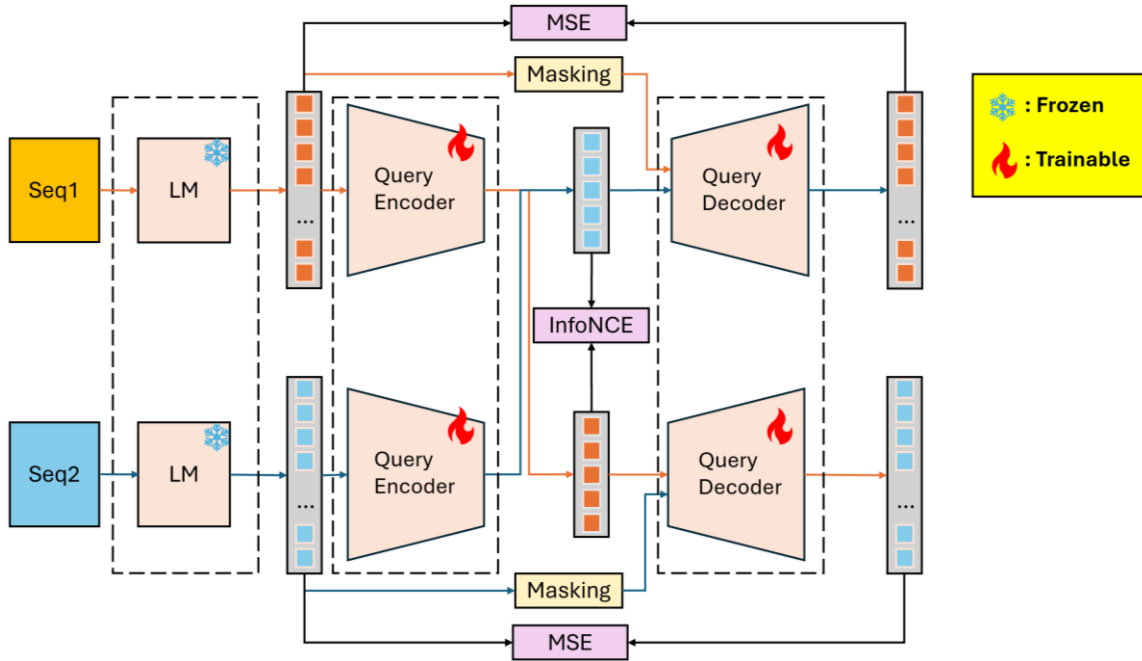 MSE
Masking
: Frozen
: Trainable
Seq1
LM
...
Query
Encoder
Query
Decoder
...
InfoNCE
Seq2
LM
...
Query
Encoder
Query
Decoder
...
Masking
MSE